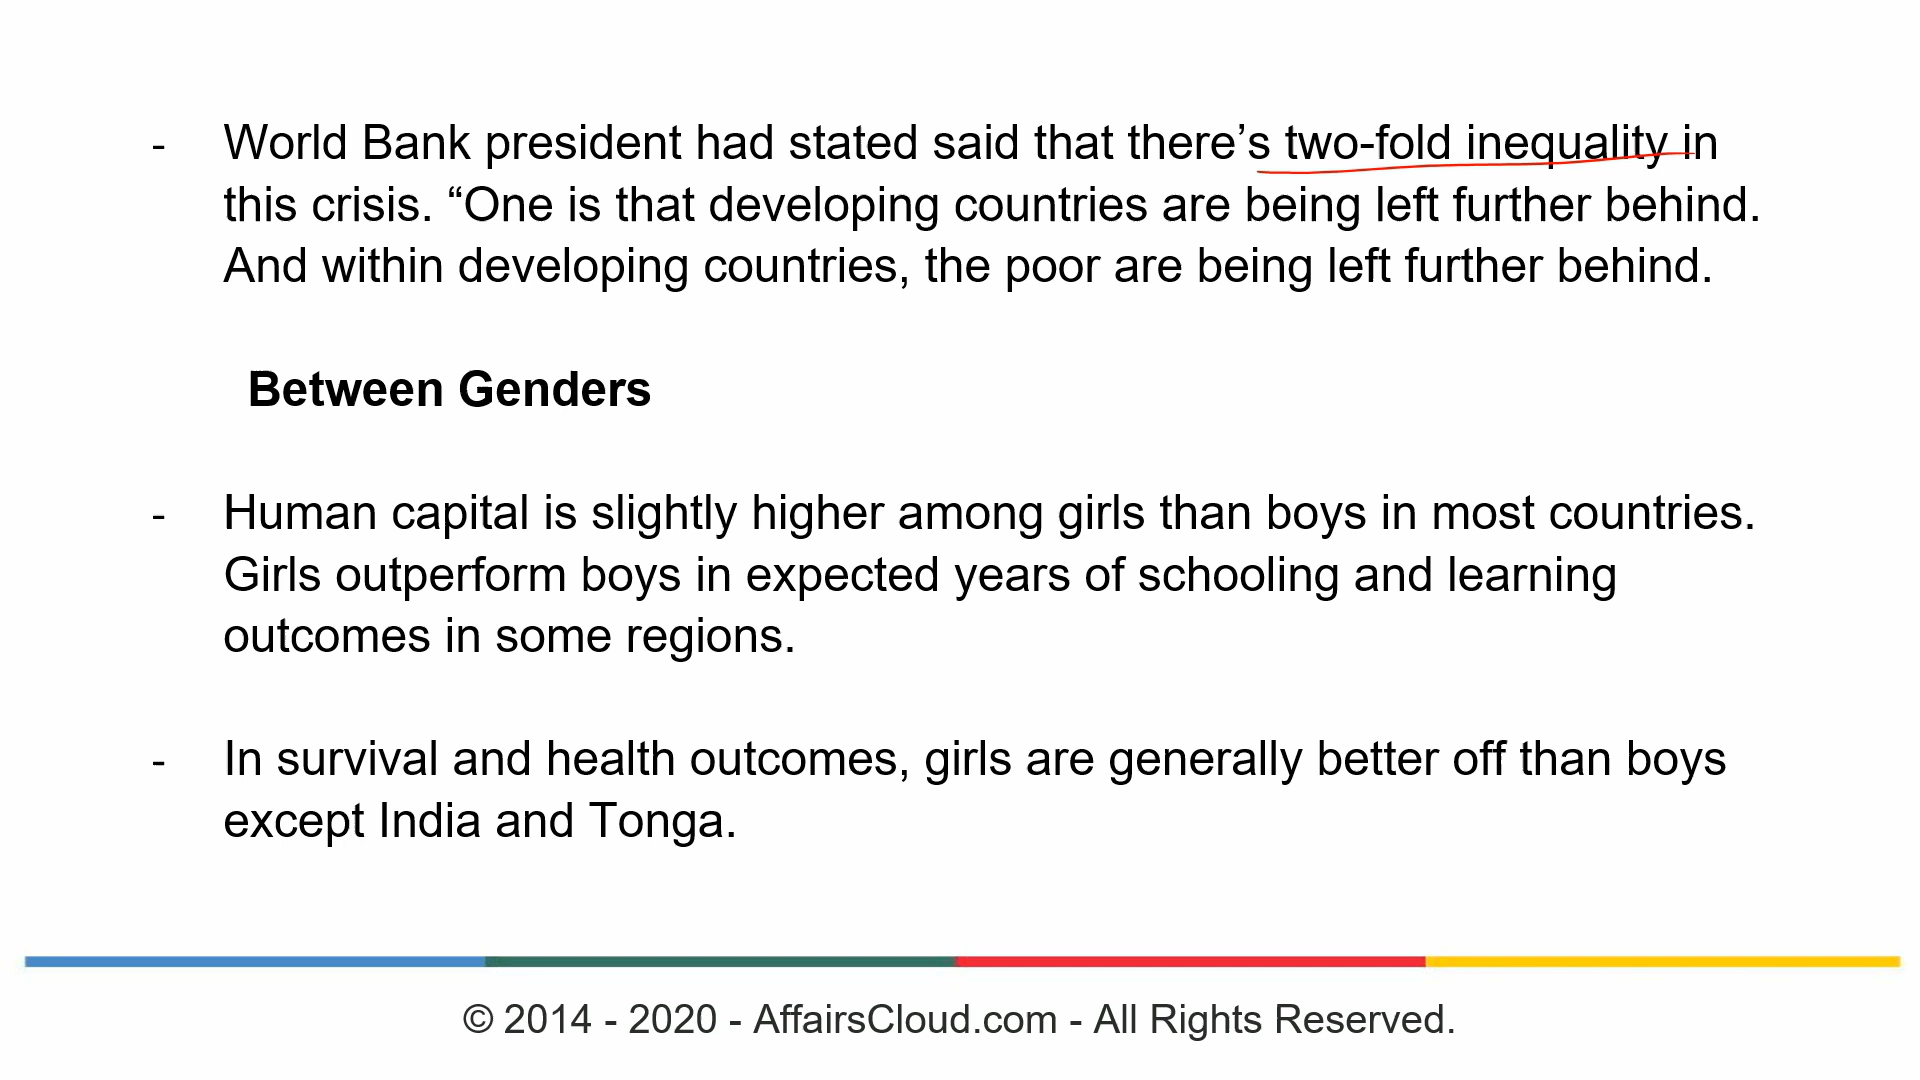 - World Bank president had stated said that there’s two-fold inequality in
this crisis. “One is that developing countries are being left further behind.
And within developing countries, the poor are being left further behind.
Between Genders
- Human capital is slightly higher among girls than boys in most countries.
Girls outperform boys in expected years of schooling and learning
outcomes in some regions.
- In survival and health outcomes, girls are generally better off than boys
except India and Tonga.
© 2014 - 2020 - AffairsCloud.com - All Rights Reserved.